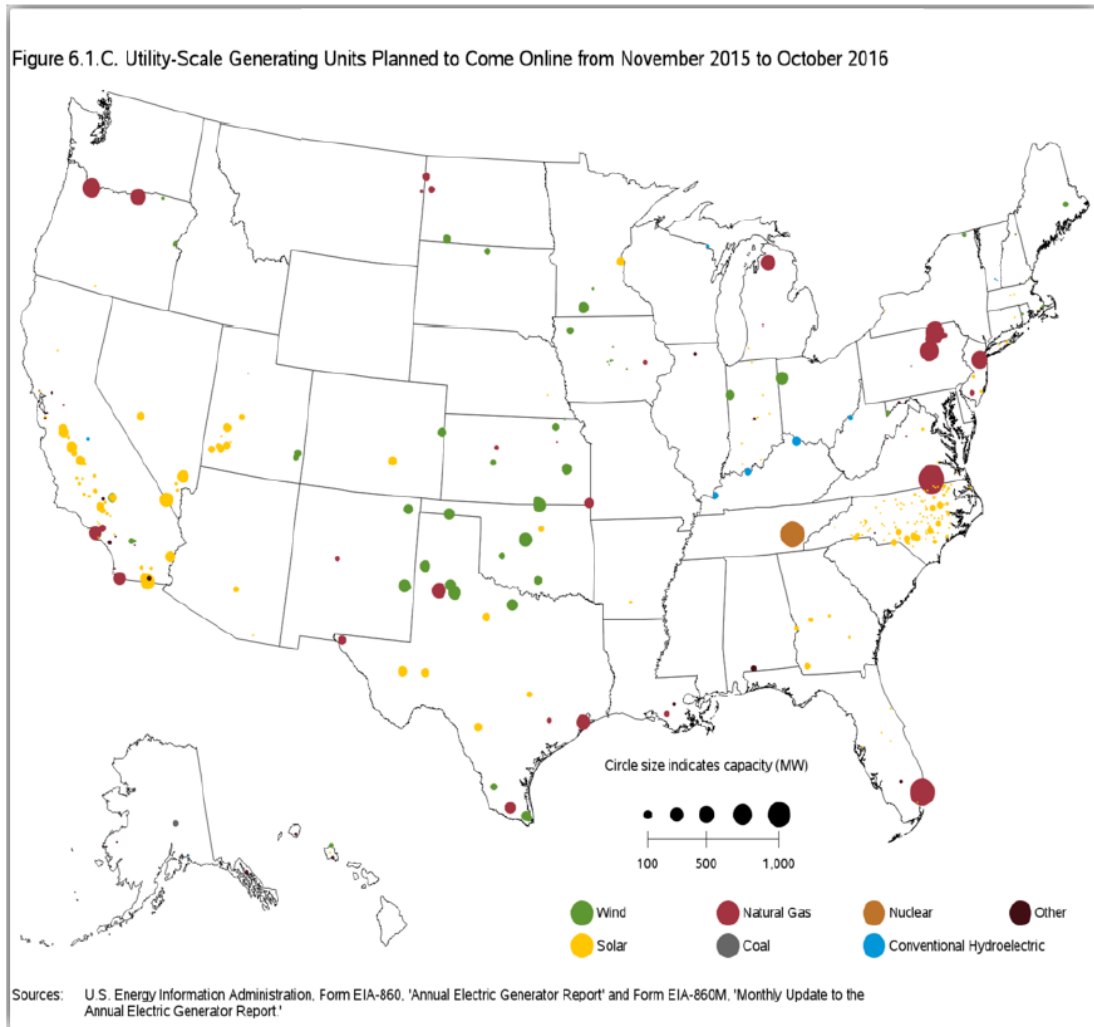 Figure 6.1.C. Utility-Scale Generating Units Planned to Come Online from November 2015 to October 2016
Circle size indicates capacity (MW)
100 500 1,000
Wind Natural Gas Nuclear Other
Solar Coal Conventional Hydroelectric
Sources: U.S. Energy Information Administration, Form EIA-860, 'Annual Electric Generator Report' and Form EIA-860M, 'Monthly Update to the
Annual Electric Generator Report.'